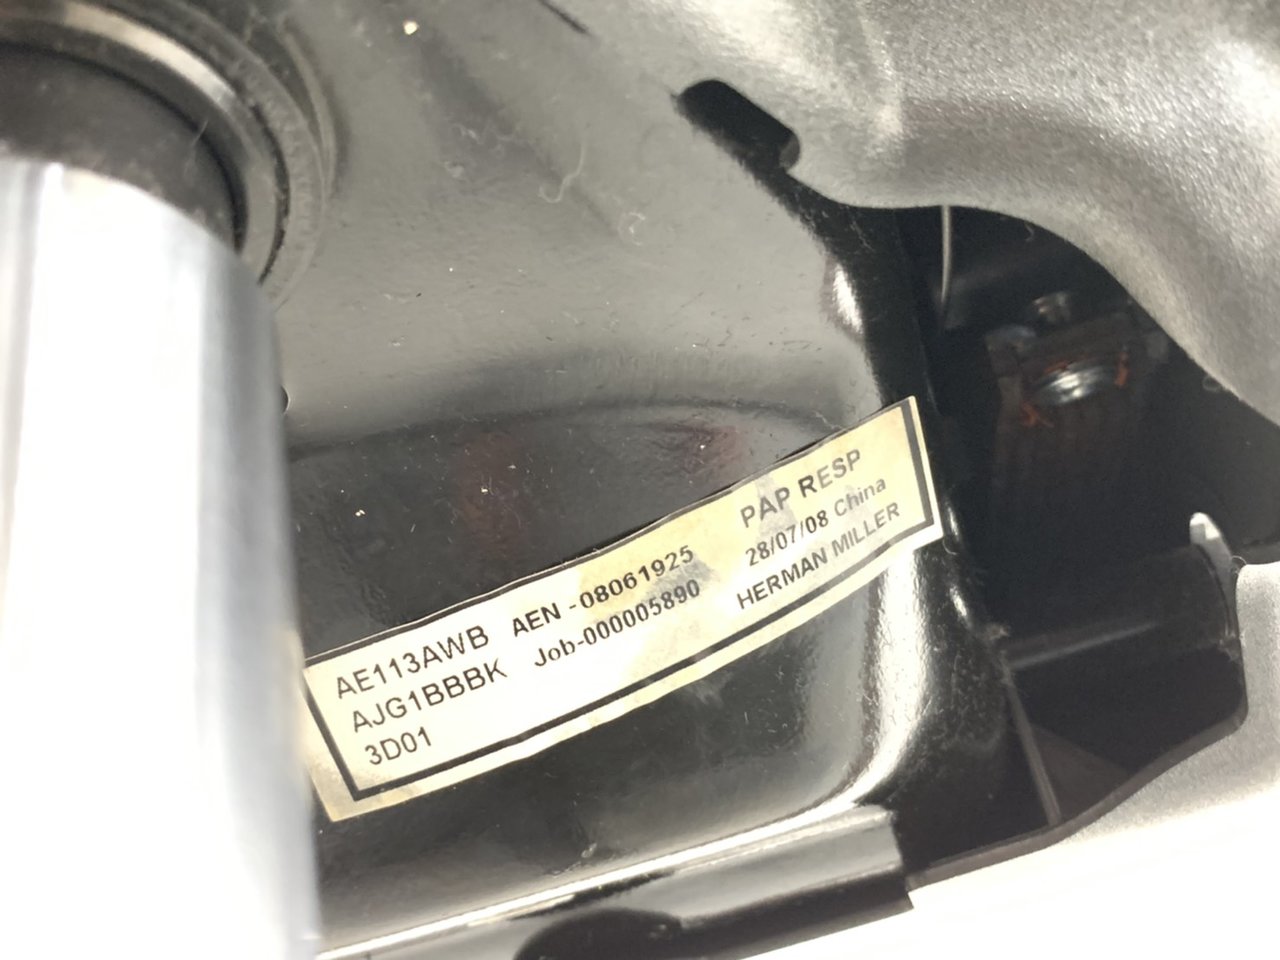 AE113AWB AEN - 08061925 PAP RESP
AJG1BBBK Job-000005890 28/07/08 China
3D01 HERMAN MILLER